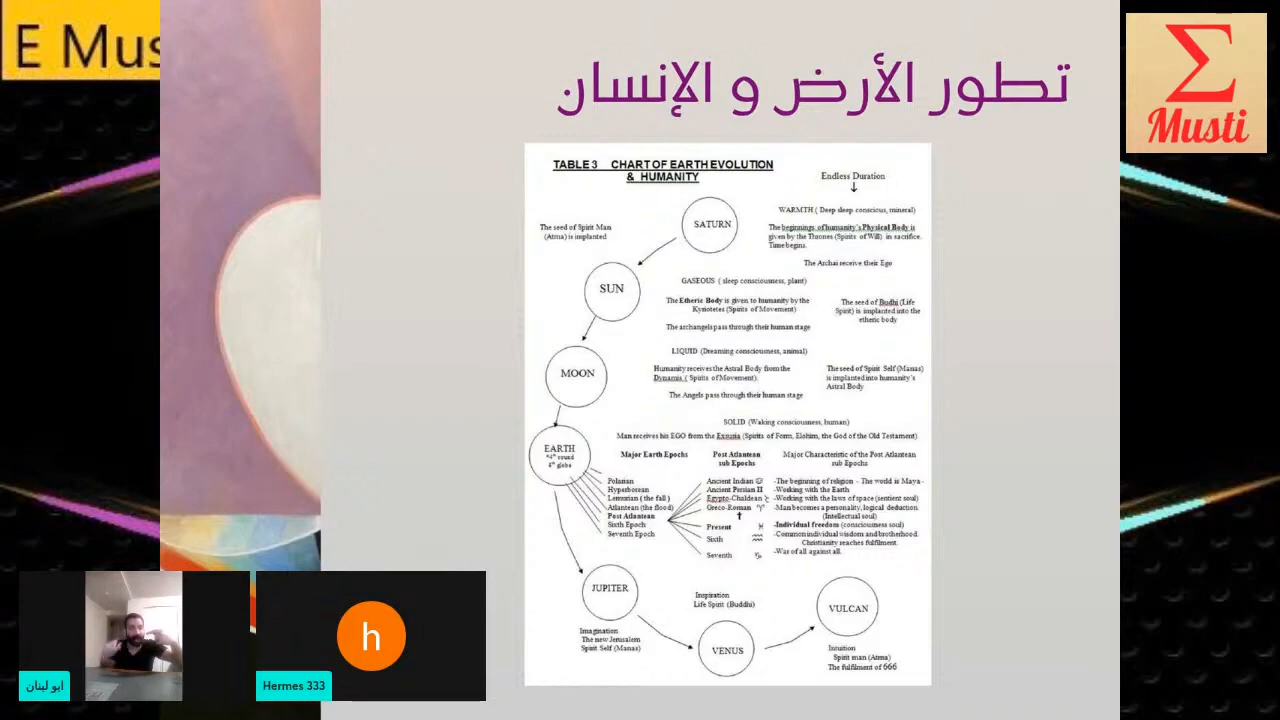 E Mus
Σ
Musti
تطور الأرض و الإنسان
TABLE 3 CHART OF EARTH EVOLUTION
& HUMANITY
Endless Duration
SATURN
The seed of Spirit Man
(Atma) is implanted
WARMTH ( Deep sleep conscious, mineral)
The beginnings of humanity's Physical Body is
given by the Thrones (Spirits of Will) in sacrifice.
Time begins.
The Archai receive their Ego
SUN
GASEOUS ( sleep consciousness, plant)
The Etheric Body is given to humanity by the
Kyriotetes (Spirits of Movement)
The archangels pass through their human stage
The seed of Budhi (Life
Spirit) is implanted into the
etheric body
MOON
LIQUID (Dreaming consciousness, animal)
Humanity receives the Astral Body from the
Dynamis ( Spirits of Movement).
The Angels pass through their human stage
The seed of Spirit Self (Manas)
is implanted into humanity's
Astral Body
EARTH
"4th round
4th globe
SOLID (Waking consciousness, human)
Man receives his EGO from the Exsuria (Spirits of Form, Elohim, the God of the Old Testament)
Major Earth Epochs
Polarian
Hyperborean
Lemurian ( the fall )
Atlantean (the flood)
Post Atlantean
Sixth Epoch
Seventh Epoch
Post Atlantean
sub Epochs
Ancient Indian ♋
Ancient Persian II
Egypto-Chaldean
Greco-Roman ♈
✝
Present ♓
Sixth ♒
Seventh ♑
Major Characteristic of the Post Atlantean
sub Epochs
-The beginning of religion - The world is Maya -
-Working with the Earth
-Working with the laws of space (sentient soul)
-Man becomes a personality, logical deduction.
(Intellectual soul)
-Individual freedom (consciousness soul)
-Common individual wisdom and brotherhood.
Christianity reaches fulfilment.
-War of all against all.
JUPITER
Imagination
The new Jerusalem
Spirit Self (Manas)
Inspiration
Life Spirit (Buddhi)
VENUS
VULCAN
Intuition
Spirit man (Atma)
The fulfilment of 666
ابو لبنان
h
Hermes 333